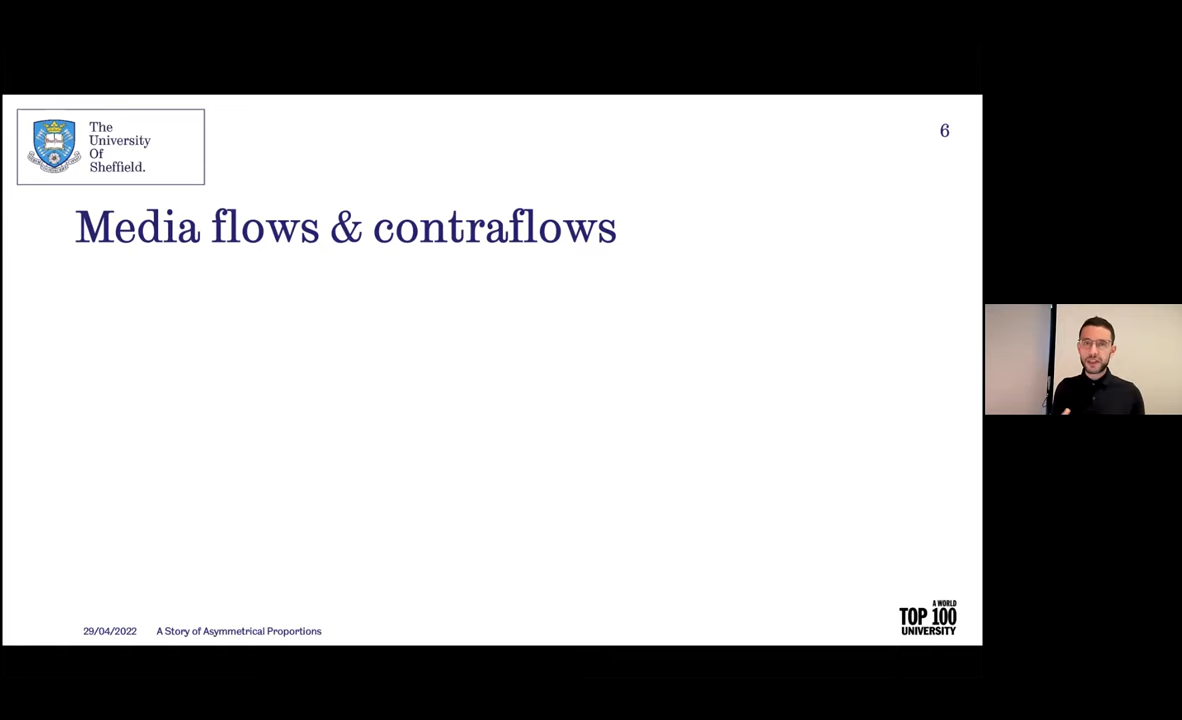 The
University
Of
Sheffield.
6
Media flows & contraflows
29/04/2022 A Story of Asymmetrical Proportions
A WORLD
TOP 100
UNIVERSITY